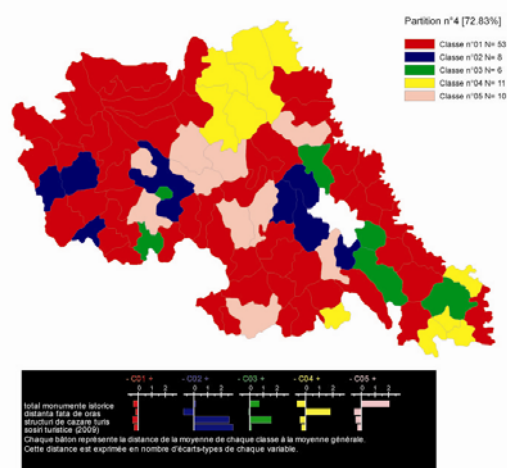 Partition n°4 [72.83%]
Classe n°01 N= 53
Classe n°02 N= 8
Classe n°03 N= 6
Classe n°04 N= 11
Classe n°05 N= 10
- C01 + - C02 + - C03 + - C04 + - C05 +
0 1 2 0 1 2 0 1 2 0 1 2 0 1 2
total monumente istorice
distanta fata de oras
structuri de cazare turis
sosiri turistice (2009)
Chaque bâton représente la distance de la moyenne de chaque classe à la moyenne générale.
Cette distance est exprimée en nombre d'écarts-types de chaque variable.